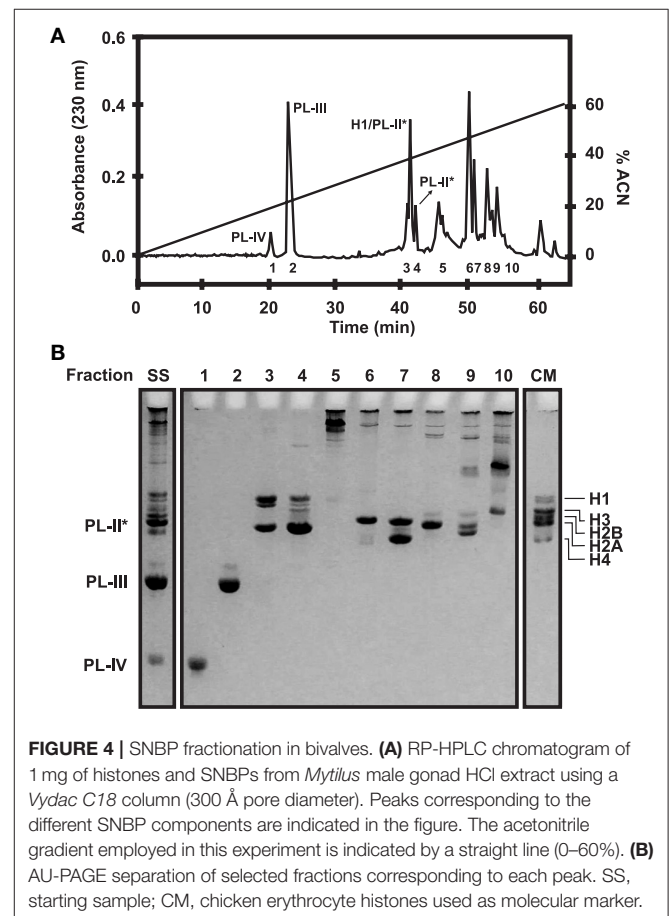 A
0.6
0.4
0.2
0.0
Absorbance (230 nm)
PL-IV
PL-III
H1/PL-II*
PL-II*
60
40
20
0
% ACN
1 2 3 4 5 67 8 9 10
0 10 20 30 40 50 60
Time (min)
B
Fraction SS 1 2 3 4 5 6 7 8 9 10 CM
PL-II*
PL-III
PL-IV
H1
H3
H2B
H2A
H4
FIGURE 4 | SNBP fractionation in bivalves. (A) RP-HPLC chromatogram of
1 mg of histones and SNBPs from Mytilus male gonad HCl extract using a
Vydac C18 column (300 Å pore diameter). Peaks corresponding to the
different SNBP components are indicated in the figure. The acetonitrile
gradient employed in this experiment is indicated by a straight line (0–60%). (B)
AU-PAGE separation of selected fractions corresponding to each peak. SS,
starting sample; CM, chicken erythrocyte histones used as molecular marker.